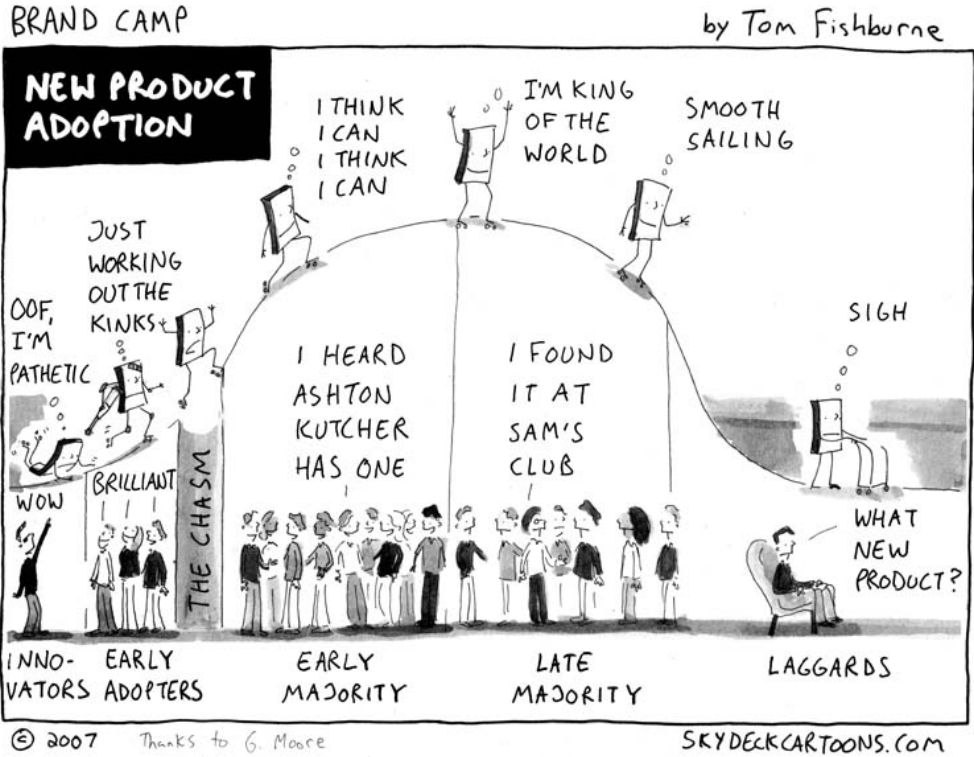 BRAND CAMP
by Tom Fishburne
NEW PRODUCT
ADOPTION
OOF,
I'M
PATHETIC
JUST
WORKING
OUT THE
KINKS
I THINK
I CAN
I THINK
I CAN
I'M KING
OF THE
WORLD
SMOOTH
SAILING
SIGH
WOW
BRILLIANT
THE CHASM
I HEARD
ASHTON
KUTCHER
HAS ONE
I FOUND
IT AT
SAM'S
CLUB
WHAT
NEW
PRODUCT?
INNO-
VATORS
EARLY
ADOPTERS
EARLY
MAJORITY
LATE
MAJORITY
LAGGARDS
© 2007
Thanks to G. Moore
SKYDECKCARTOONS.COM